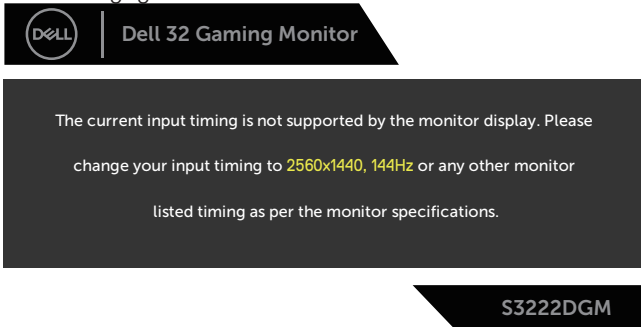 DELL
Dell 32 Gaming Monitor
The current input timing is not supported by the monitor display. Please
change your input timing to 2560x1440, 144Hz or any other monitor
listed timing as per the monitor specifications.
S3222DGM